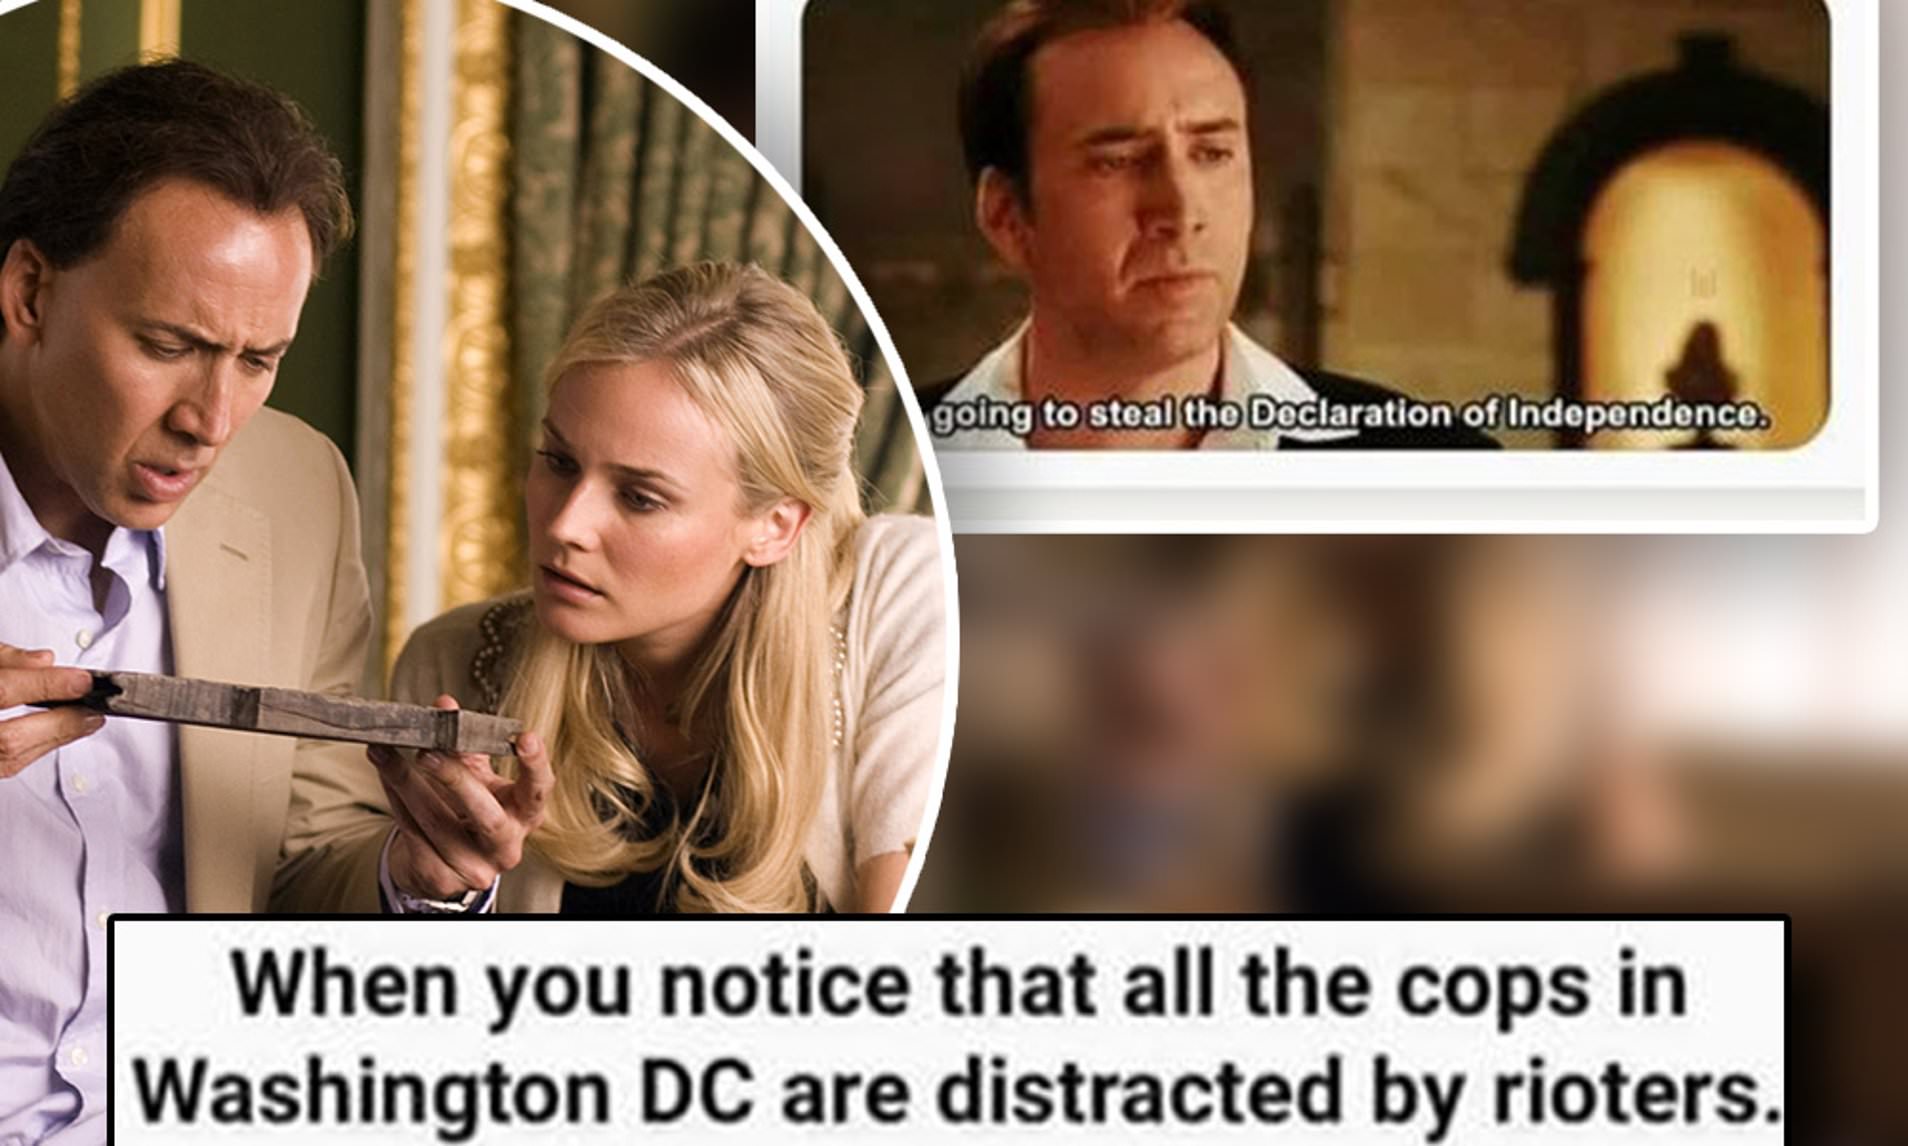 going to steal the Declaration of Independence.
When you notice that all the cops in
Washington DC are distracted by rioters.